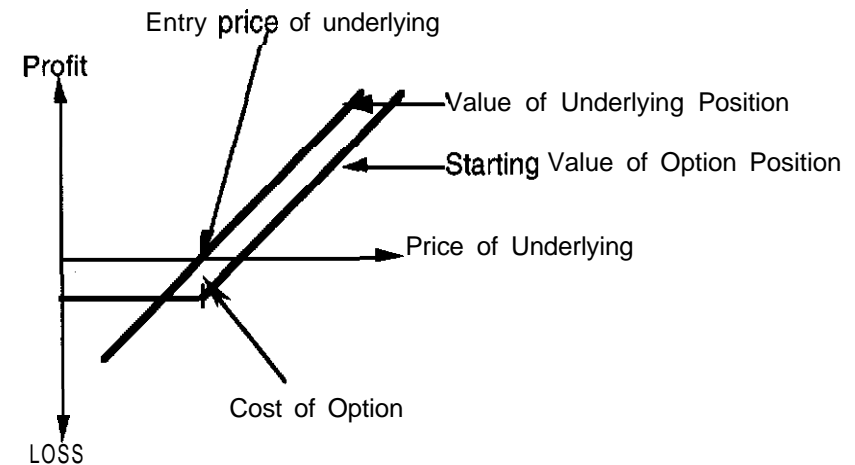 Entry price of underlying
Profit
Value of Underlying Position
Starting Value of Option Position
Price of Underlying
Cost of Option
LOSS